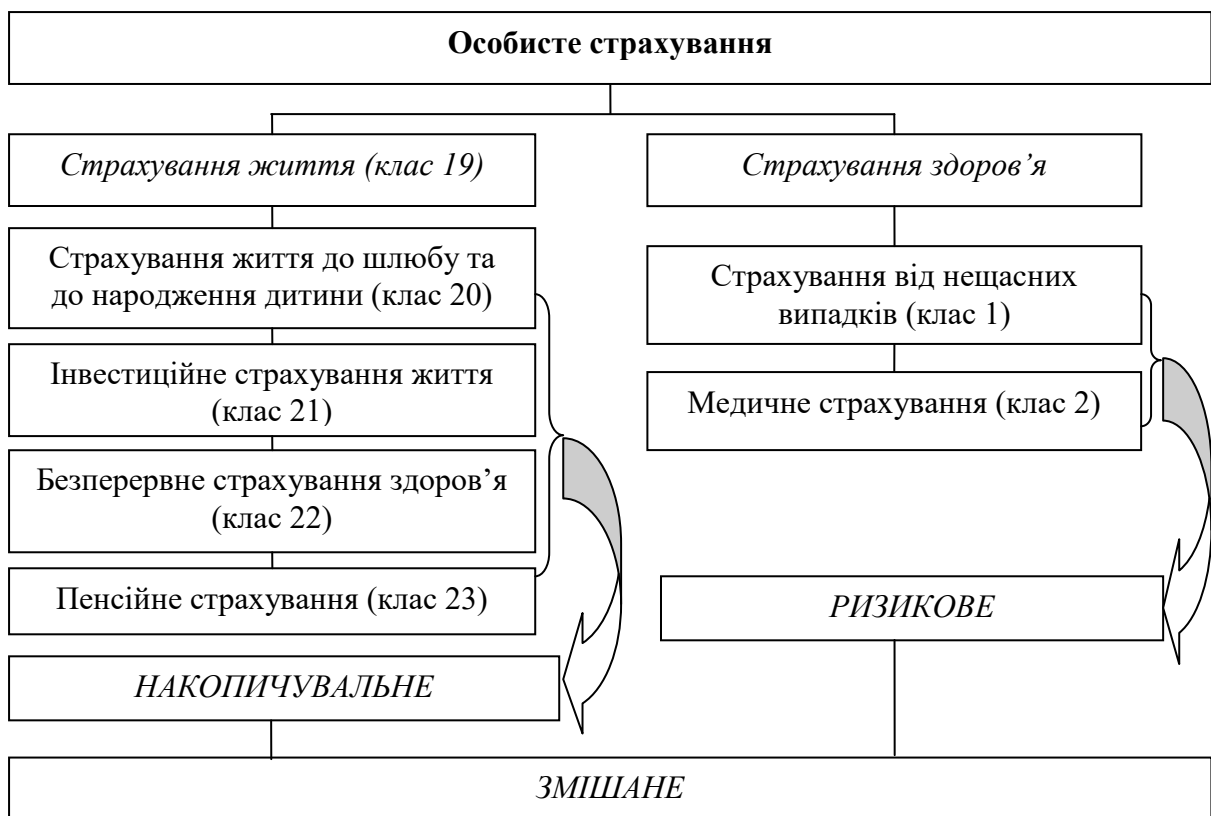 Особисте страхування
Страхування життя (клас 19)
Страхування життя до шлюбу та
до народження дитини (клас 20)
Інвестиційне страхування життя
(клас 21)
Безперервне страхування здоров’я
(клас 22)
Пенсійне страхування (клас 23)
НАКОПИЧУВАЛЬНЕ
Страхування здоров’я
Страхування від нещасних
випадків (клас 1)
Медичне страхування (клас 2)
РИЗИКОВЕ
ЗМІШАНЕ